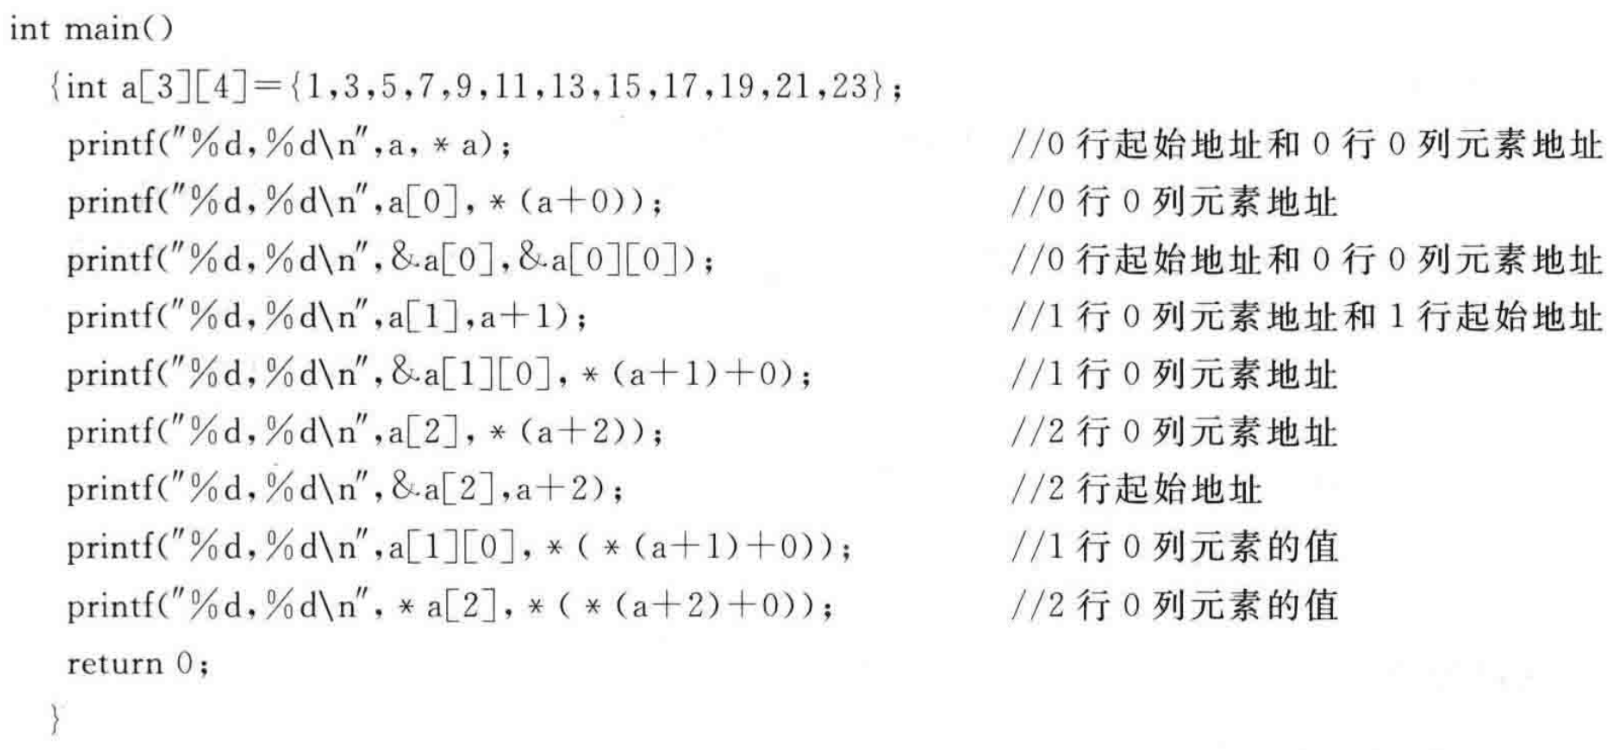 int main()
{int a[3][4]={1,3,5,7,9,11,13,15,17,19,21,23};
printf("%d,%d\n",a, * a); //0 行起始地址和 0 行 0 列元素地址
printf("%d,%d\n",a[0], * (a+0)); //0 行 0 列元素地址
printf("%d,%d\n",&a[0],&a[0][0]); //0 行起始地址和 0 行 0 列元素地址
printf("%d,%d\n",a[1],a+1); //1 行 0 列元素地址和 1 行起始地址
printf("%d,%d\n",&a[1][0], * (a+1)+0); //1 行 0 列元素地址
printf("%d,%d\n",a[2], * (a+2)); //2 行 0 列元素地址
printf("%d,%d\n",&a[2],a+2); //2 行起始地址
printf("%d,%d\n",a[1][0], * ( * (a+1)+0)); //1 行 0 列元素的值
printf("%d,%d\n", * a[2], * ( * (a+2)+0)); //2 行 0 列元素的值
return 0;
}